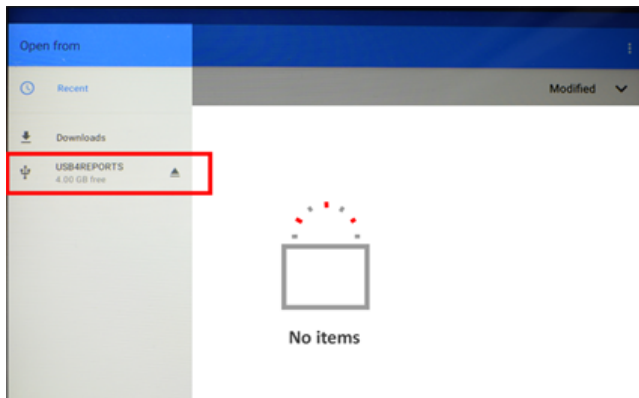 Open from
Recent
Modified
Downloads
USB4REPORTS
4.00 GB free
No items